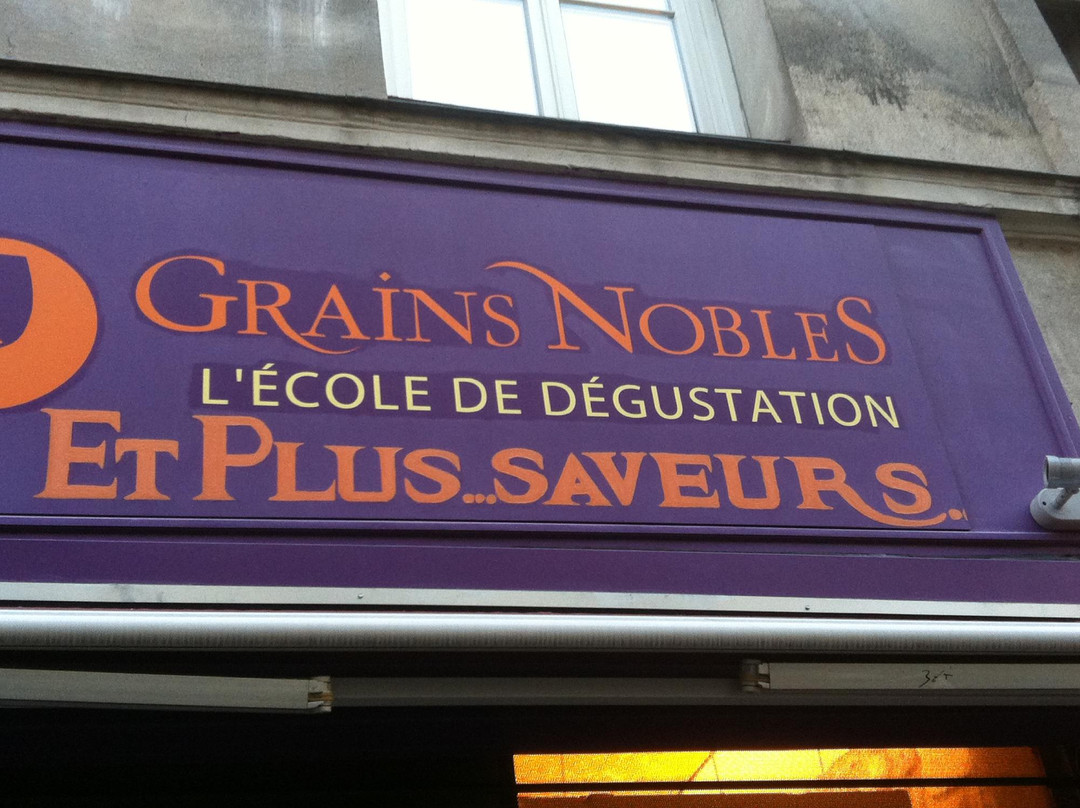 GRAINS NOBLES
L'ÉCOLE DE DÉGUSTATION
ET PLUS...SAVEURS.